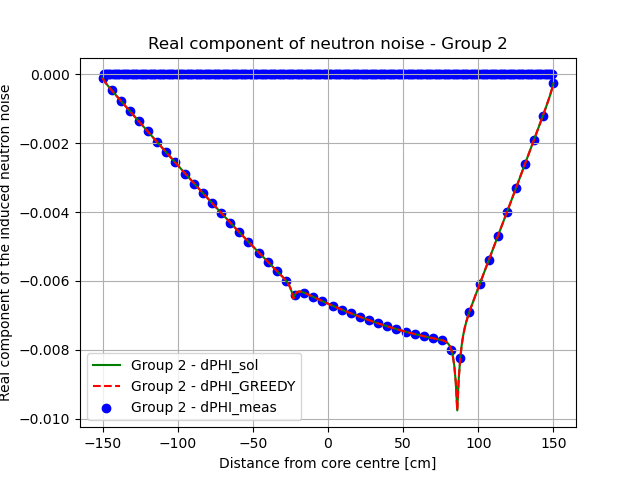 Real component of neutron noise - Group 2
Real component of the induced neutron noise
0.000
−0.002
−0.004
−0.006
−0.008
−0.010
Group 2 - dPHI_sol
Group 2 - dPHI_GREEDY
Group 2 - dPHI_meas
−150
−100
−50
0
50
100
150
Distance from core centre [cm]